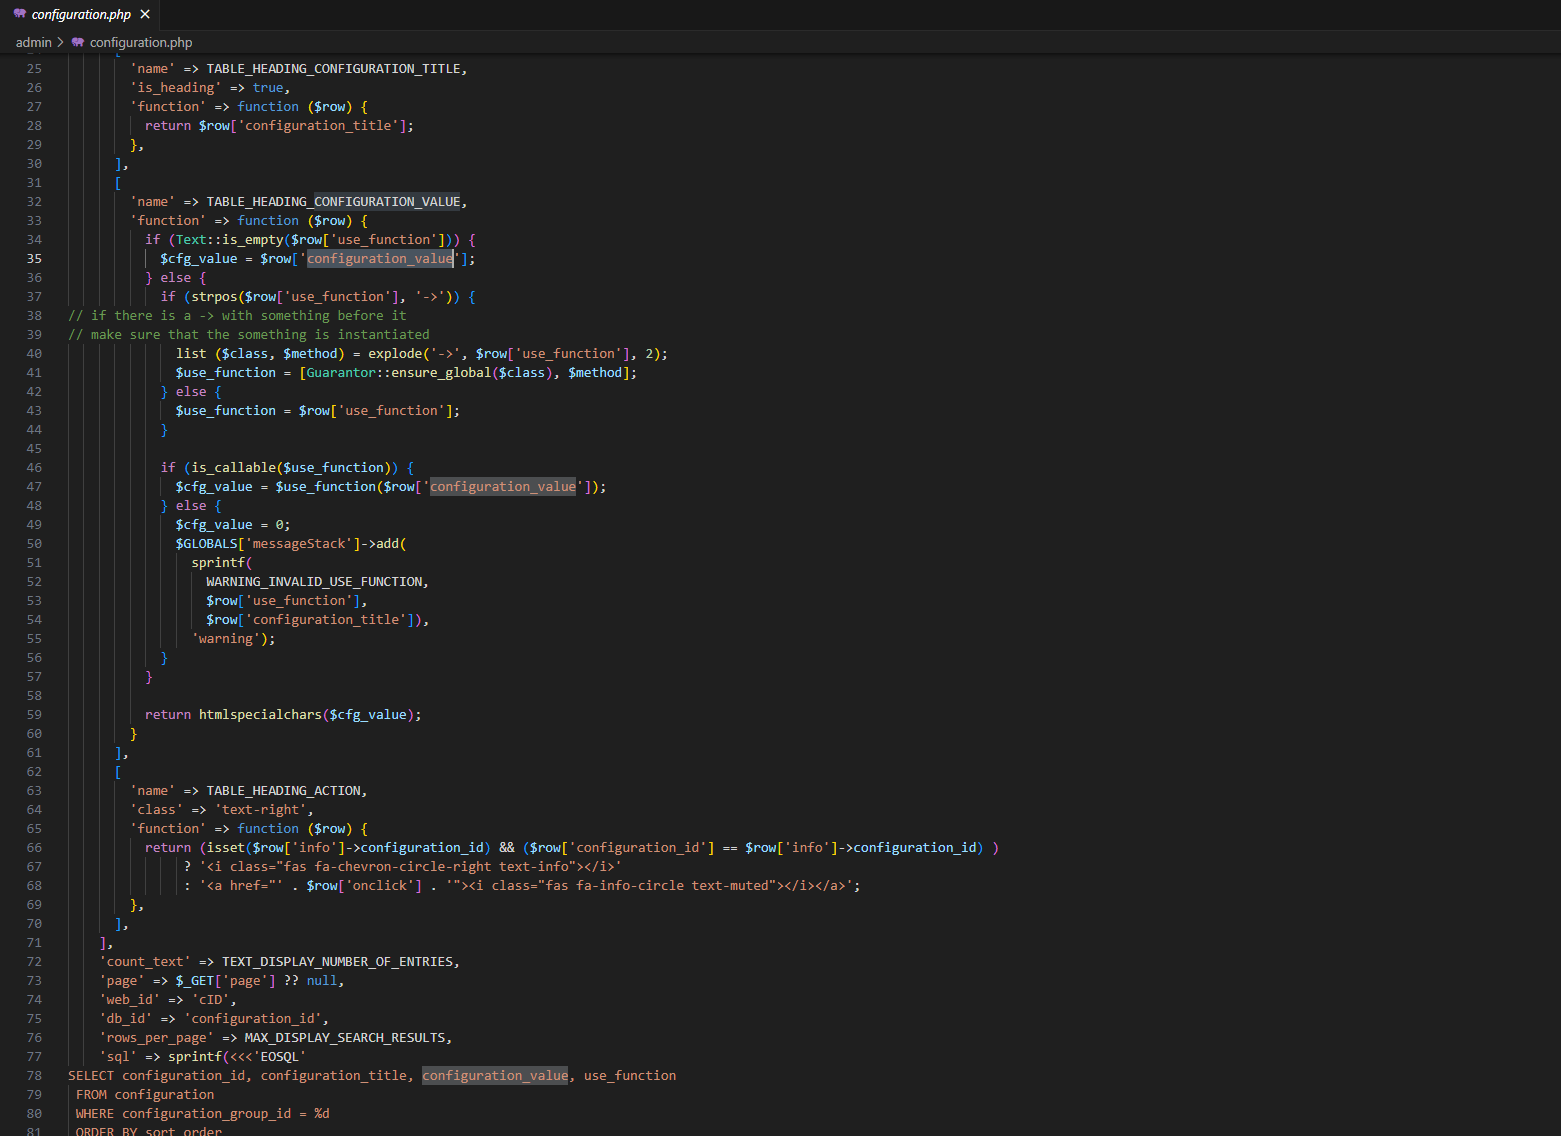 configuration.php
admin > configuration.php
25 'name' => TABLE_HEADING_CONFIGURATION_TITLE,
26 'is_heading' => true,
27 'function' => function ($row) {
28 return $row['configuration_title'];
29 },
30 ],
31 [
32 'name' => TABLE_HEADING_CONFIGURATION_VALUE,
33 'function' => function ($row) {
34 if (Text::is_empty($row['use_function'])) {
35 $cfg_value = $row['configuration_value'];
36 } else {
37 if (strpos($row['use_function'], '->')) {
38 // if there is a -> with something before it
39 // make sure that the something is instantiated
40 list ($class, $method) = explode('->', $row['use_function'], 2);
41 $use_function = [Guarantor::ensure_global($class), $method];
42 } else {
43 $use_function = $row['use_function'];
44 }
45
46 if (is_callable($use_function)) {
47 $cfg_value = $use_function($row['configuration_value']);
48 } else {
49 $cfg_value = 0;
50 $GLOBALS['messageStack']->add(
51 sprintf(
52 WARNING_INVALID_USE_FUNCTION,
53 $row['use_function'],
54 $row['configuration_title']),
55 'warning');
56 }
57 }
58
59 return htmlspecialchars($cfg_value);
60 }
61 ],
62 [
63 'name' => TABLE_HEADING_ACTION,
64 'class' => 'text-right',
65 'function' => function ($row) {
66 return (isset($row['info']->configuration_id) && ($row['configuration_id'] == $row['info']->configuration_id) )
67 ? '<i class="fas fa-chevron-circle-right text-info"></i>'
68 : '<a href="' . $row['onclick'] . '"><i class="fas fa-info-circle text-muted"></i></a>';
69 },
70 ],
71 ],
72 'count_text' => TEXT_DISPLAY_NUMBER_OF_ENTRIES,
73 'page' => $_GET['page'] ?? null,
74 'web_id' => 'cID',
75 'db_id' => 'configuration_id',
76 'rows_per_page' => MAX_DISPLAY_SEARCH_RESULTS,
77 'sql' => sprintf(<<<'EOSQL'
78 SELECT configuration_id, configuration_title, configuration_value, use_function
79 FROM configuration
80 WHERE configuration_group_id = %d
81 ORDER BY sort_order